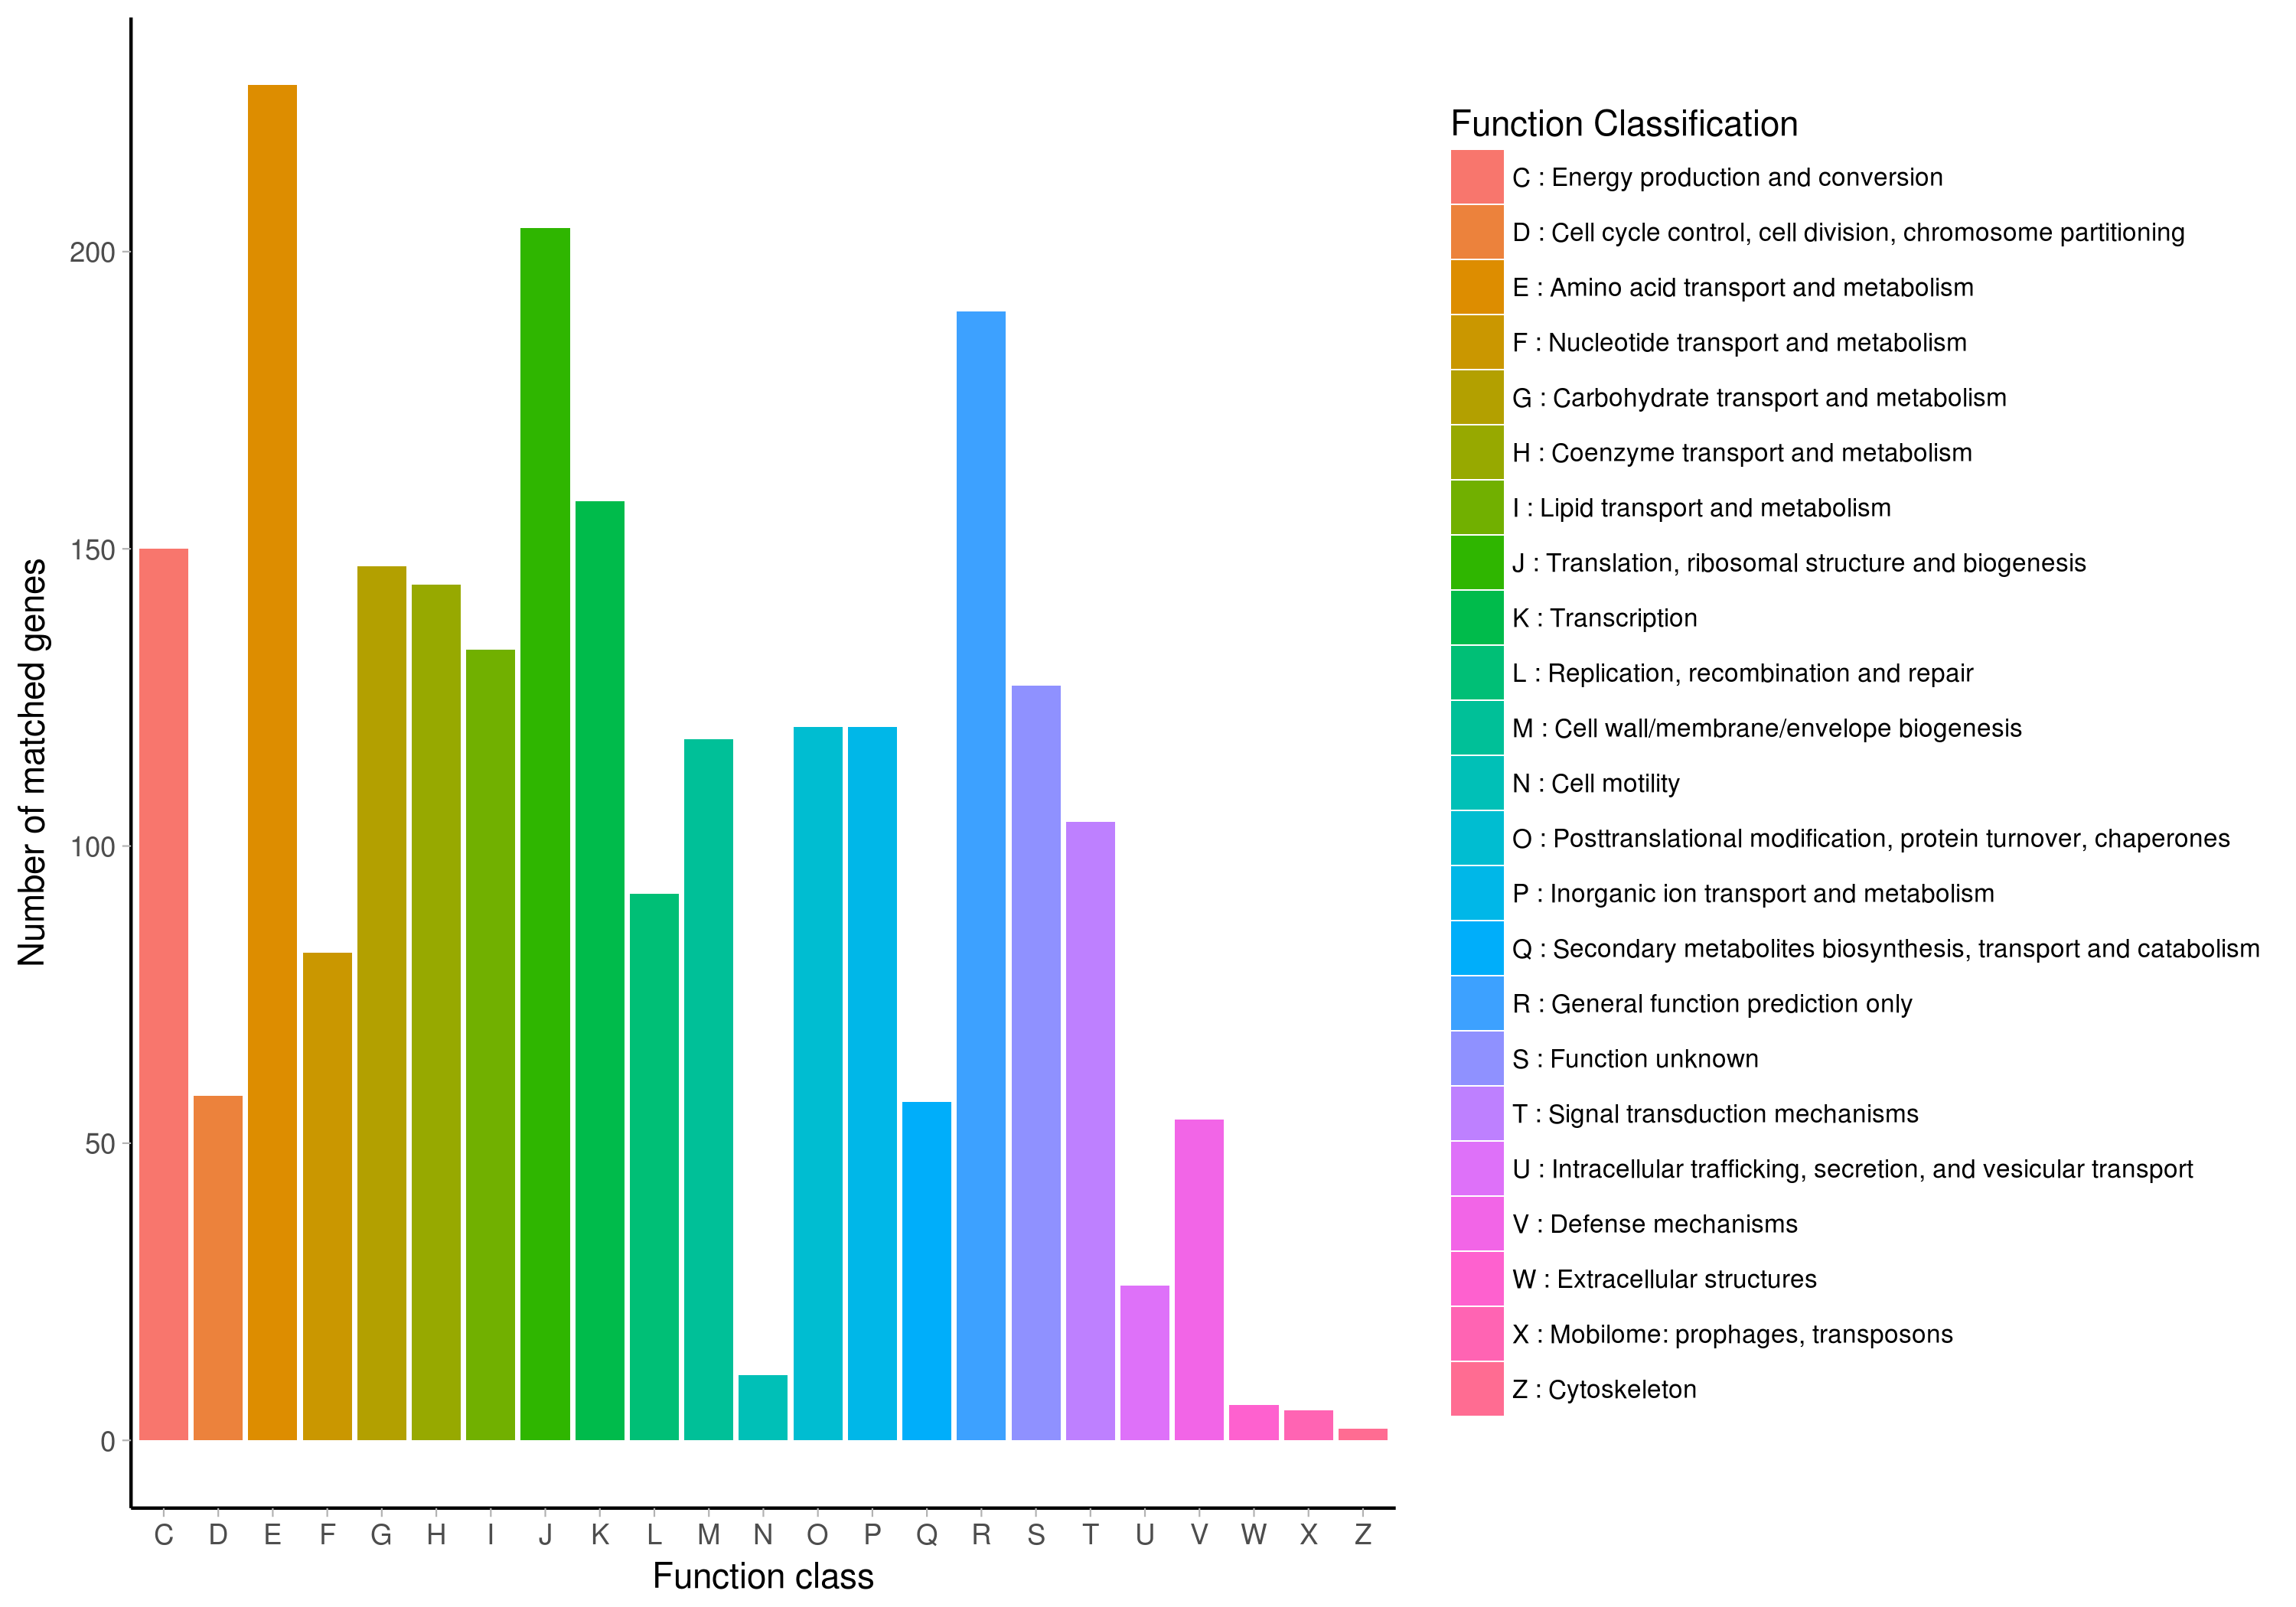 Number of matched genes
200
150
100
50
0
C D E F G H I J K L M N O P Q R S T U V W X Z
Function class
Function Classification
C : Energy production and conversion
D : Cell cycle control, cell division, chromosome partitioning
E : Amino acid transport and metabolism
F : Nucleotide transport and metabolism
G : Carbohydrate transport and metabolism
H : Coenzyme transport and metabolism
I : Lipid transport and metabolism
J : Translation, ribosomal structure and biogenesis
K : Transcription
L : Replication, recombination and repair
M : Cell wall/membrane/envelope biogenesis
N : Cell motility
O : Posttranslational modification, protein turnover, chaperones
P : Inorganic ion transport and metabolism
Q : Secondary metabolites biosynthesis, transport and catabolism
R : General function prediction only
S : Function unknown
T : Signal transduction mechanisms
U : Intracellular trafficking, secretion, and vesicular transport
V : Defense mechanisms
W : Extracellular structures
X : Mobilome: prophages, transposons
Z : Cytoskeleton